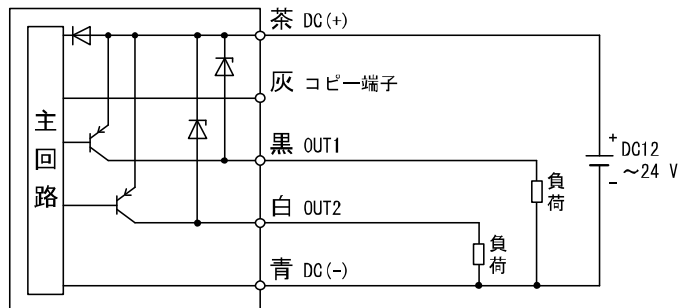 茶 DC(+)
灰 コピー端子
主回路
黒 OUT1
白 OUT2
青 DC(-)
負荷
負荷
+
DC12
～24 V
−